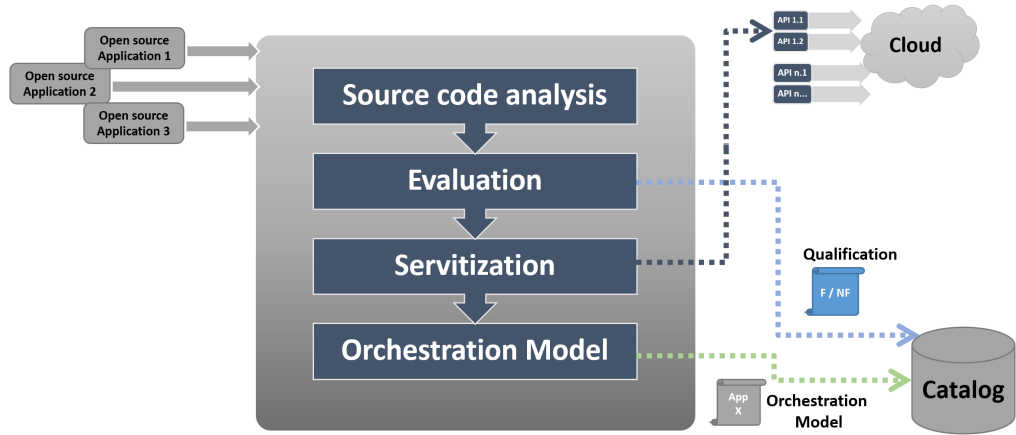 Open source
Application 1
Open source
Application 2
Open source
Application 3
Source code analysis
Evaluation
Servitization
Orchestration Model
API 1.1
API 1.2
API n.1
API n...
Cloud
Qualification
F / NF
Catalog
App
X
Orchestration
Model